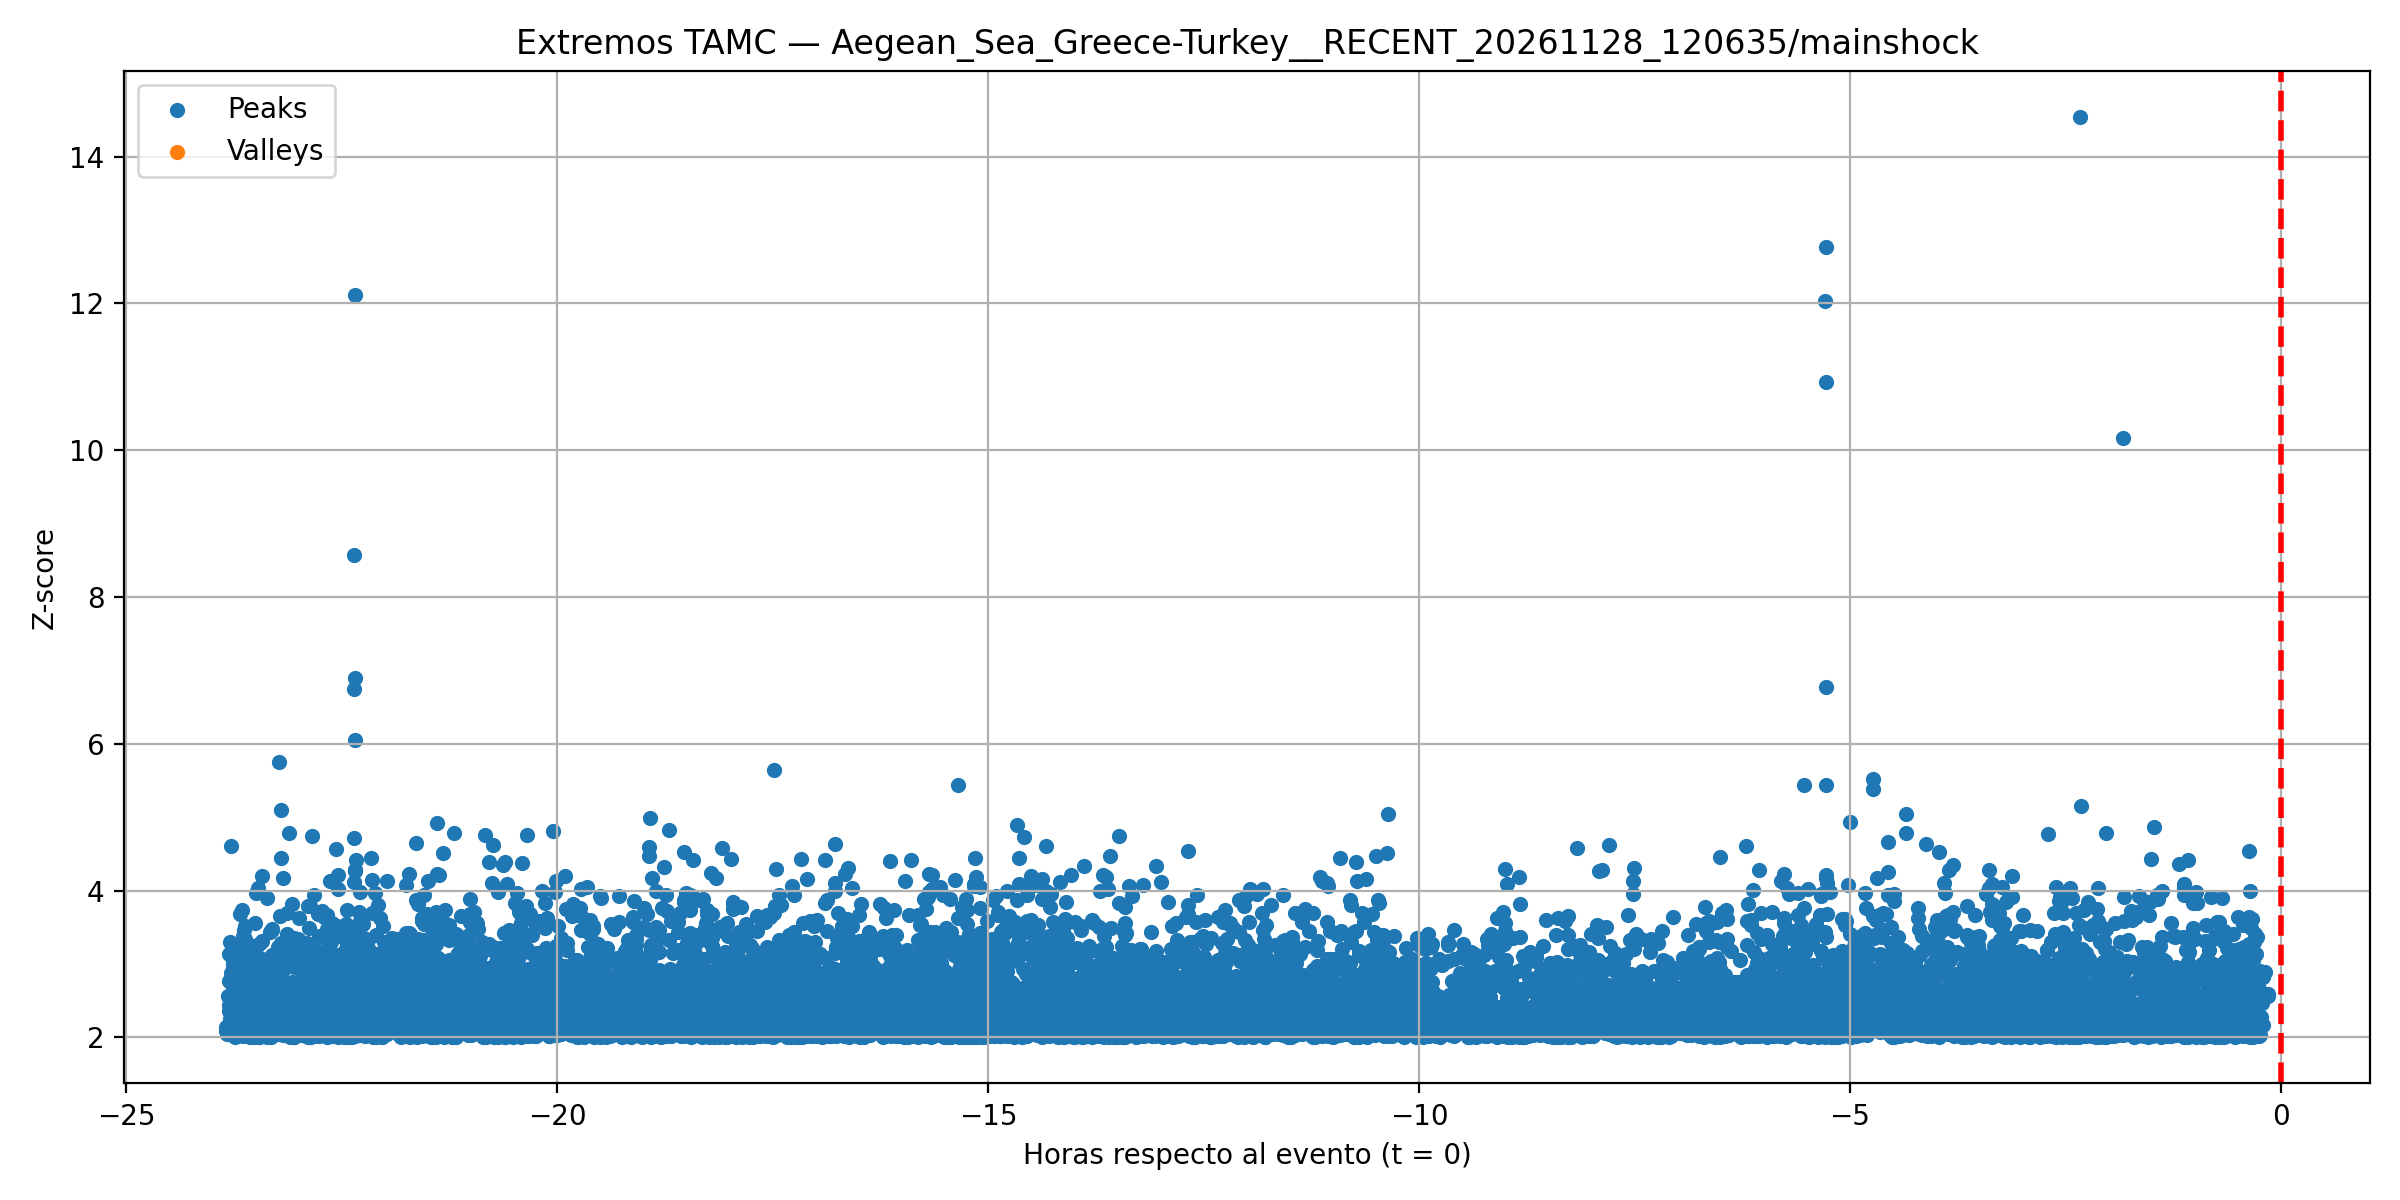 Extremos TAMC — Aegean_Sea_Greece-Turkey__RECENT_20261128_120635/mainshock
Peaks
Valleys
Z-score
14
12
10
8
6
4
2
−25 −20 −15 −10 −5 0
Horas respecto al evento (t = 0)